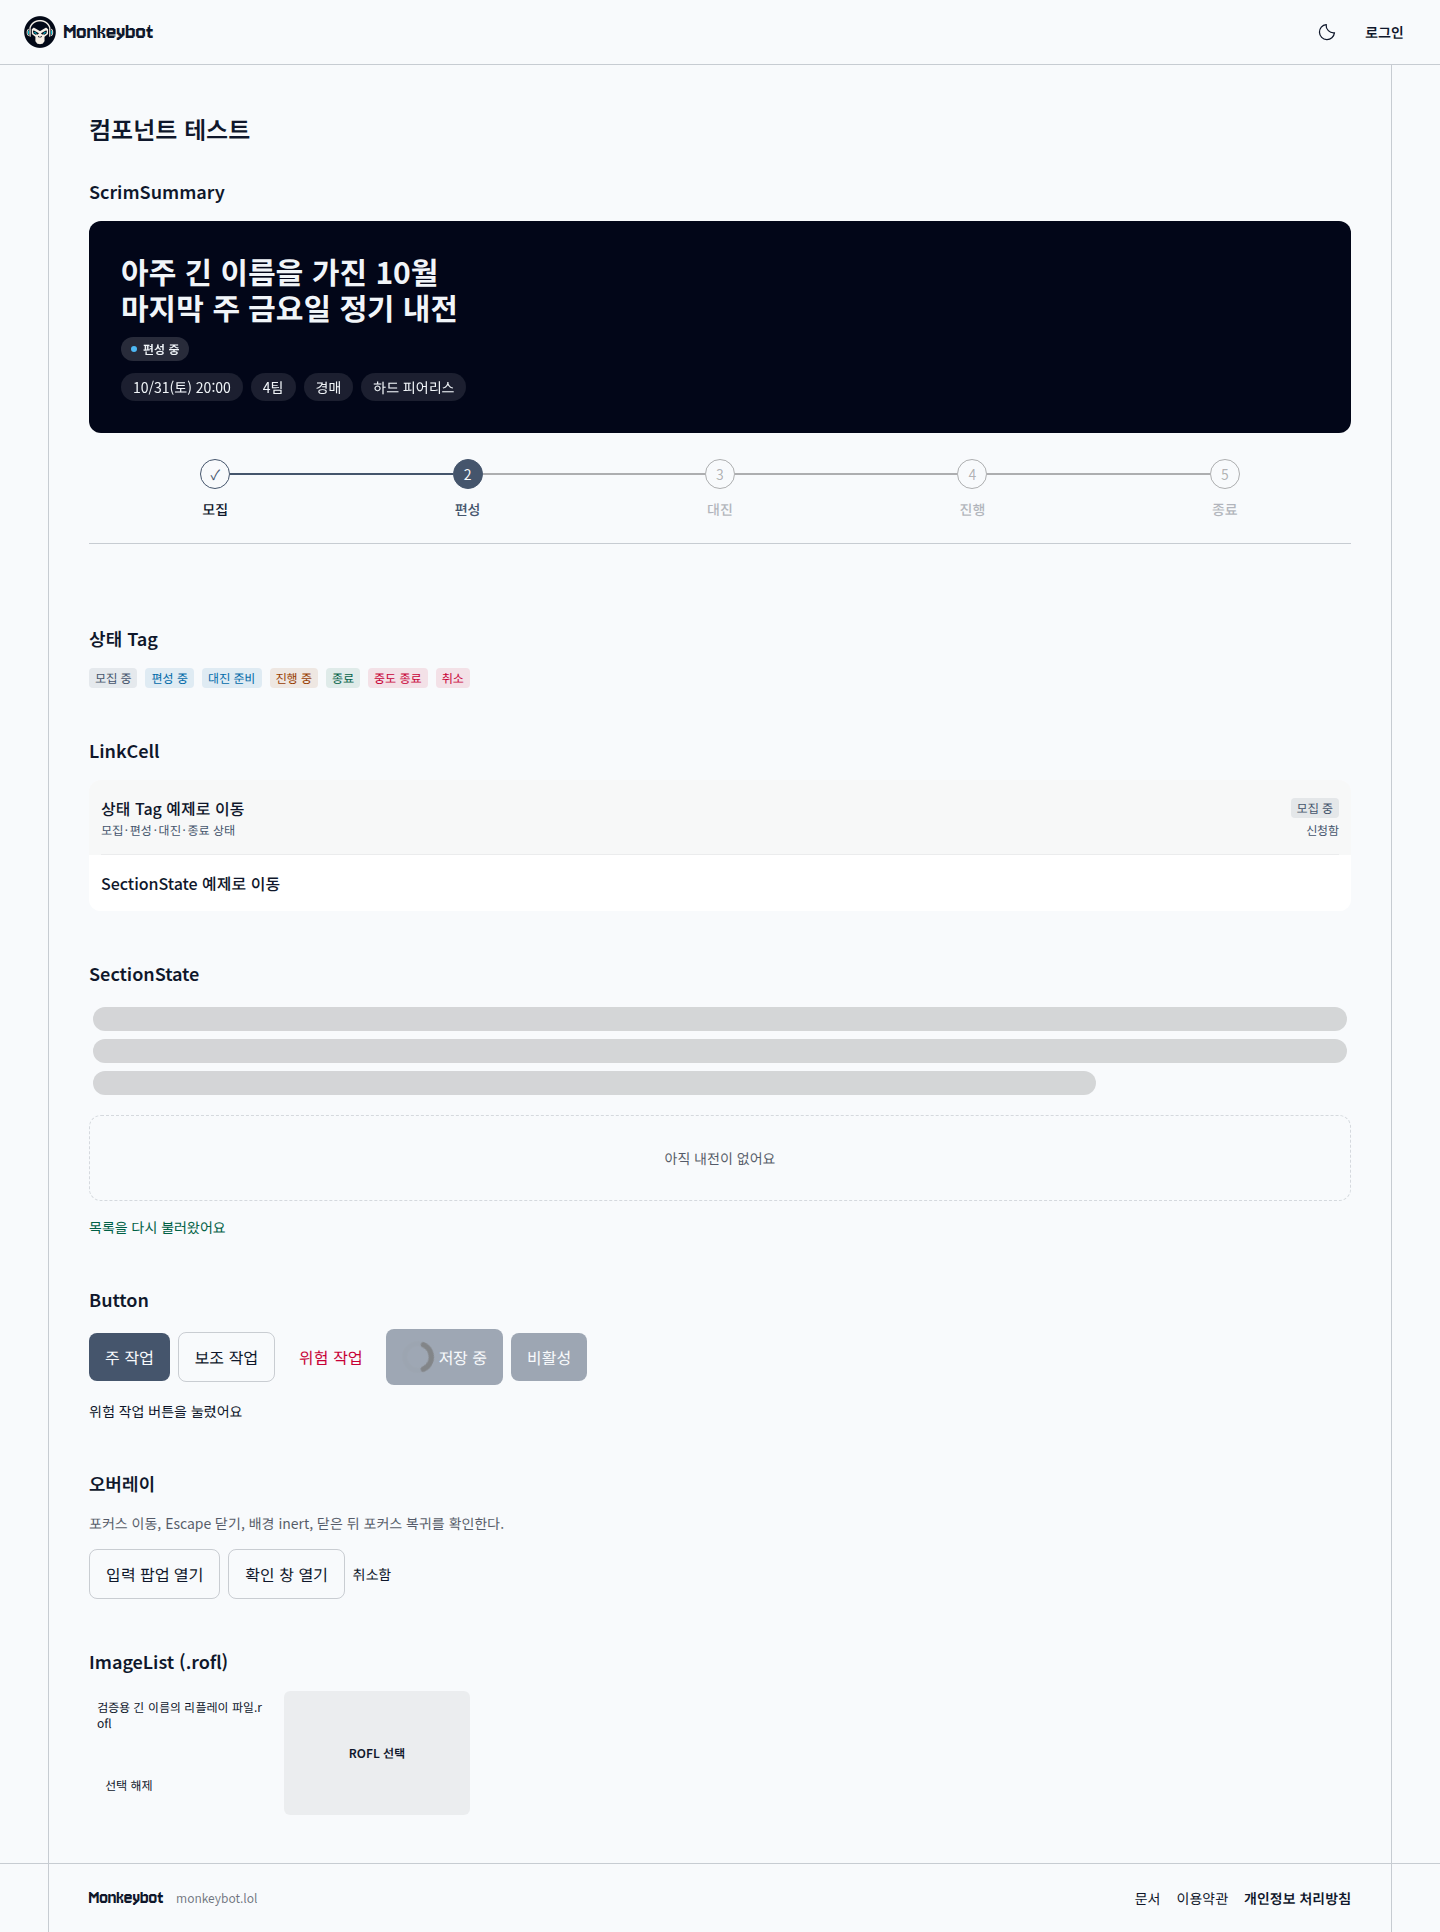 Monkeybot
로그인
컴포넌트 테스트
ScrimSummary
아주 긴 이름을 가진 10월
마지막 주 금요일 정기 내전
편성 중
10/31(토) 20:00 4팀 경매 하드 피어리스
✓ 2 3 4 5
모집 편성 대진 진행 종료
상태 Tag
모집 중 편성 중 대진 준비 진행 중 종료 중도 종료 취소
LinkCell
상태 Tag 예제로 이동 모집 중
모집·편성·대진·종료 상태 신청함
SectionState 예제로 이동
SectionState
아직 내전이 없어요
목록을 다시 불러왔어요
Button
주 작업 보조 작업 위험 작업 저장 중 비활성
위험 작업 버튼을 눌렀어요
오버레이
포커스 이동, Escape 닫기, 배경 inert, 닫은 뒤 포커스 복귀를 확인한다.
입력 팝업 열기 확인 창 열기 취소함
ImageList (.rofl)
검증용 긴 이름의 리플레이 파일.r
ofl
ROFL 선택
선택 해제
Monkeybot monkeybot.lol 문서 이용약관 개인정보 처리방침